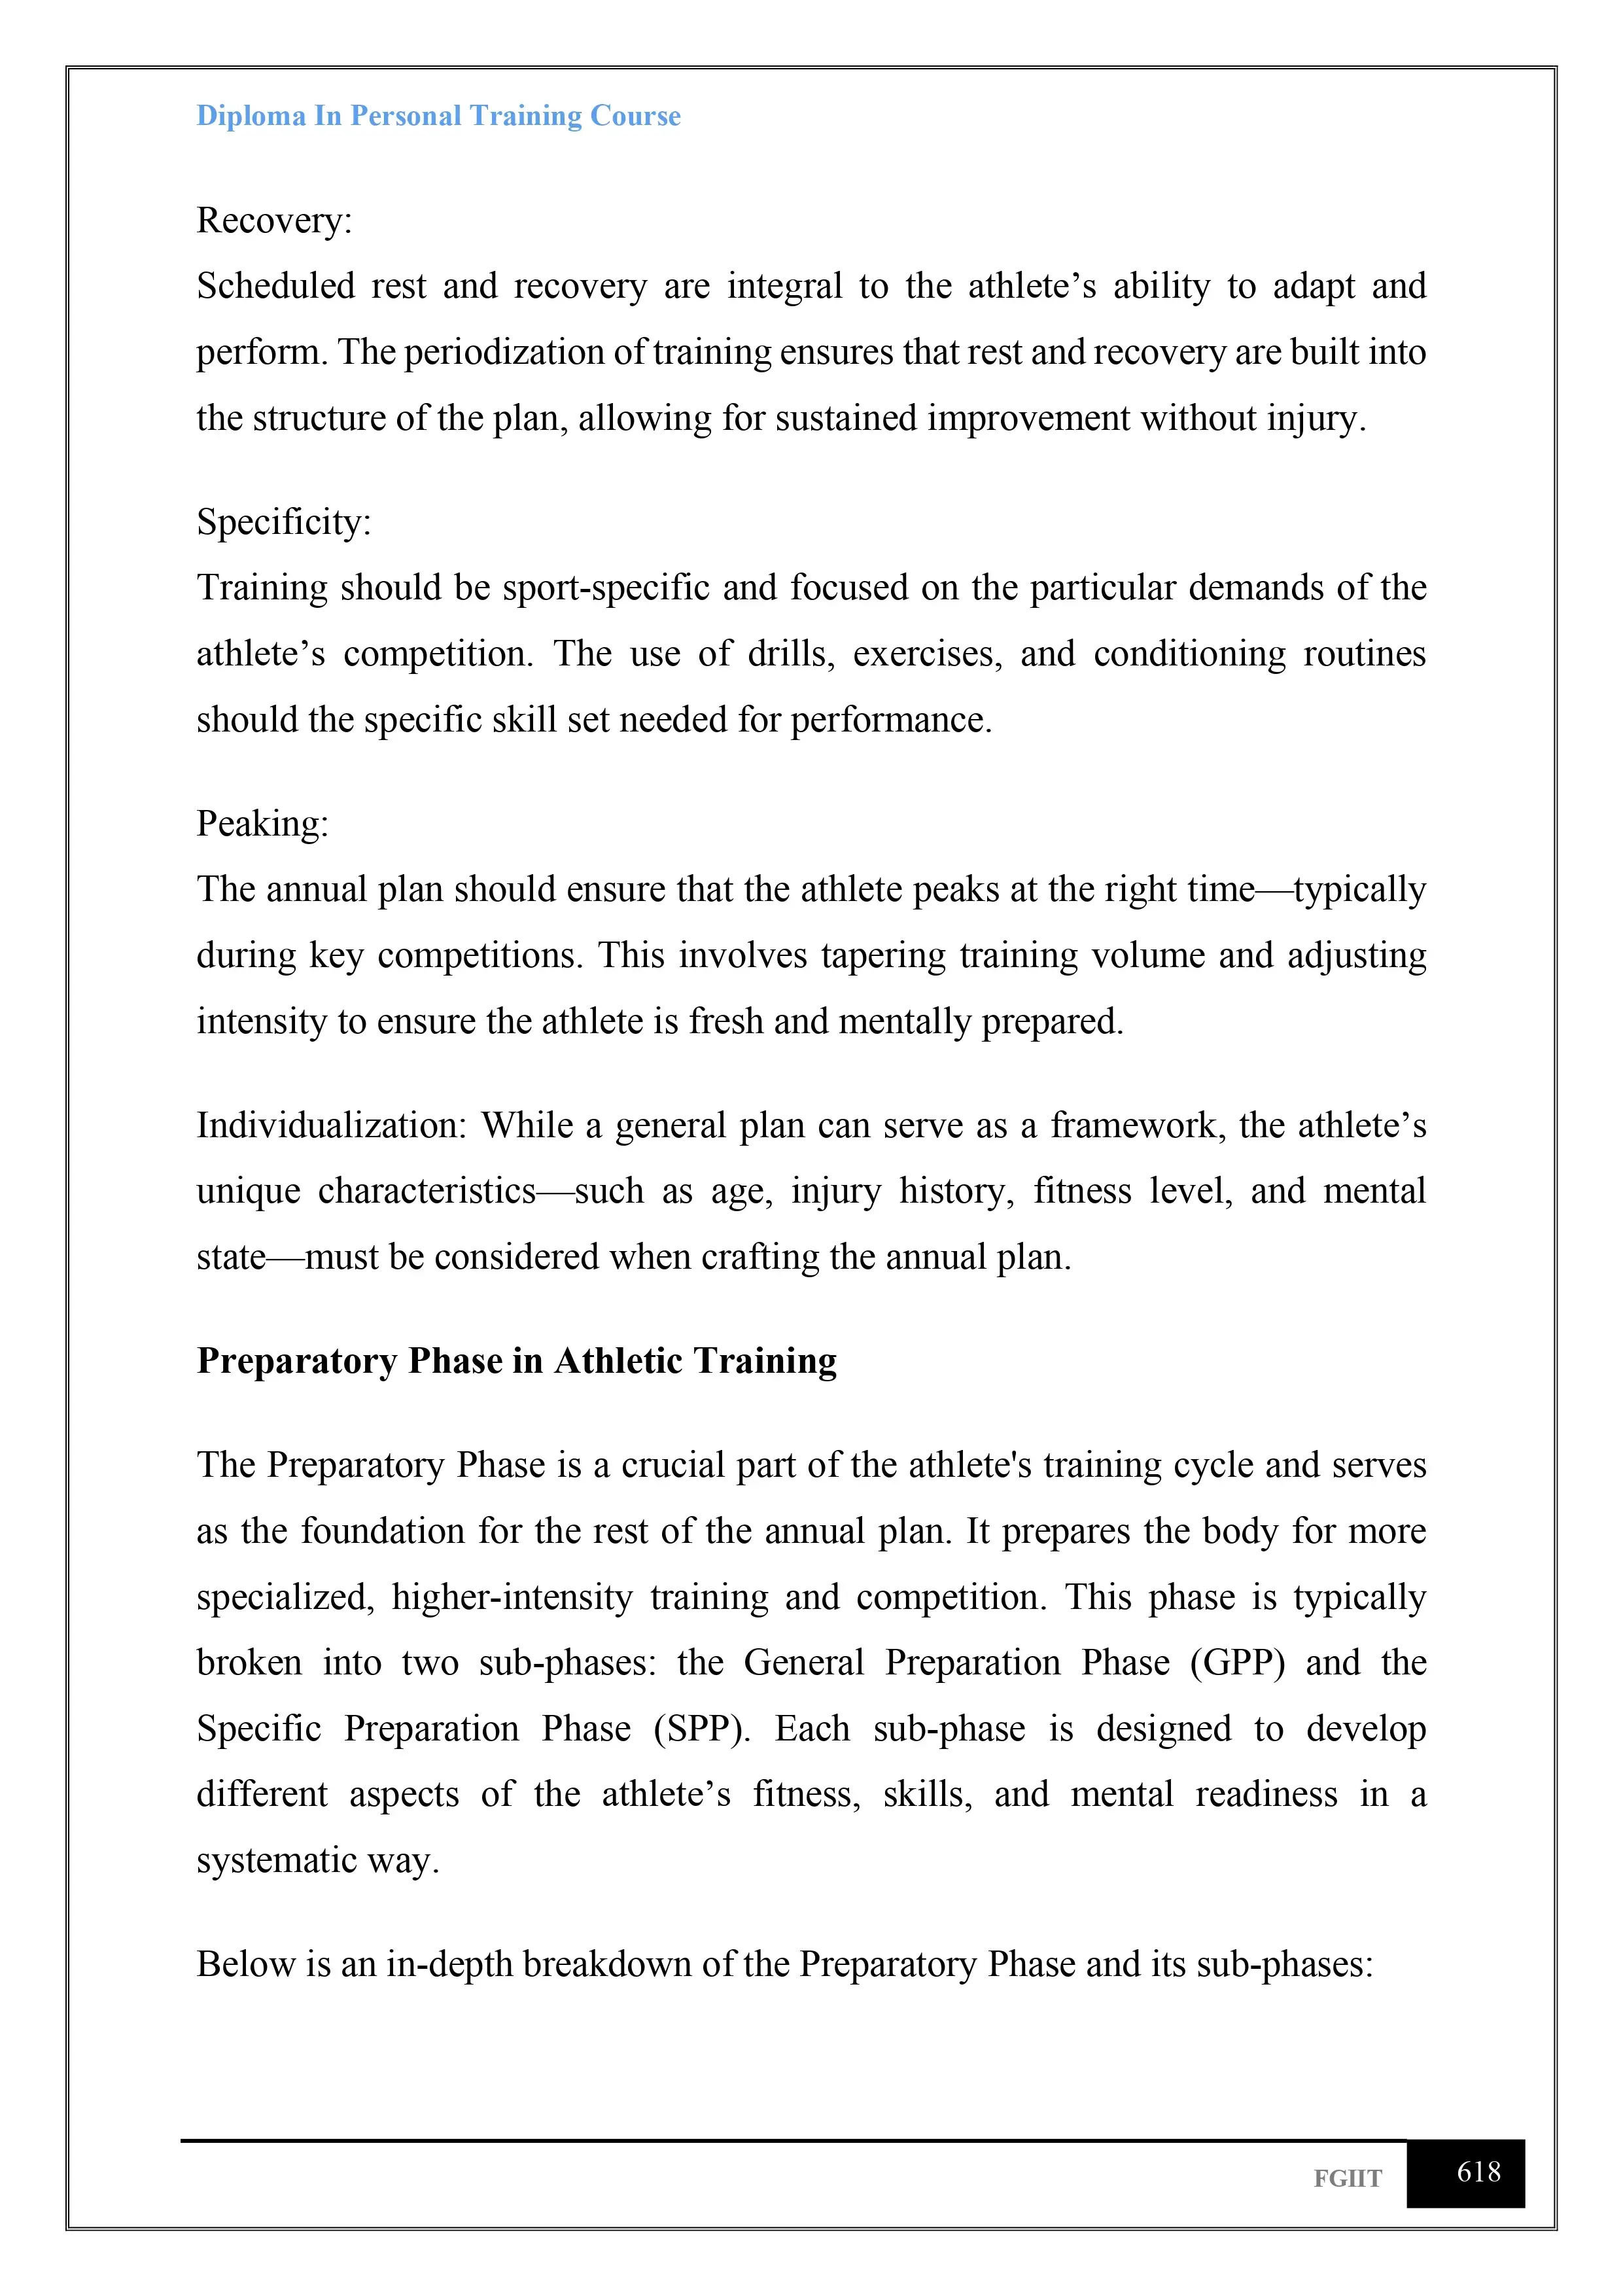 Diploma In Personal Training Course
Recovery:
Scheduled rest and recovery are integral to the athlete’s ability to adapt and
perform. The periodization of training ensures that rest and recovery are built into
the structure of the plan, allowing for sustained improvement without injury.
Specificity:
Training should be sport-specific and focused on the particular demands of the
athlete’s competition. The use of drills, exercises, and conditioning routines
should the specific skill set needed for performance.
Peaking:
The annual plan should ensure that the athlete peaks at the right time—typically
during key competitions. This involves tapering training volume and adjusting
intensity to ensure the athlete is fresh and mentally prepared.
Individualization: While a general plan can serve as a framework, the athlete’s
unique characteristics—such as age, injury history, fitness level, and mental
state—must be considered when crafting the annual plan.
Preparatory Phase in Athletic Training
The Preparatory Phase is a crucial part of the athlete's training cycle and serves
as the foundation for the rest of the annual plan. It prepares the body for more
specialized, higher-intensity training and competition. This phase is typically
broken into two sub-phases: the General Preparation Phase (GPP) and the
Specific Preparation Phase (SPP). Each sub-phase is designed to develop
different aspects of the athlete’s fitness, skills, and mental readiness in a
systematic way.
Below is an in-depth breakdown of the Preparatory Phase and its sub-phases:
FGIIT 618